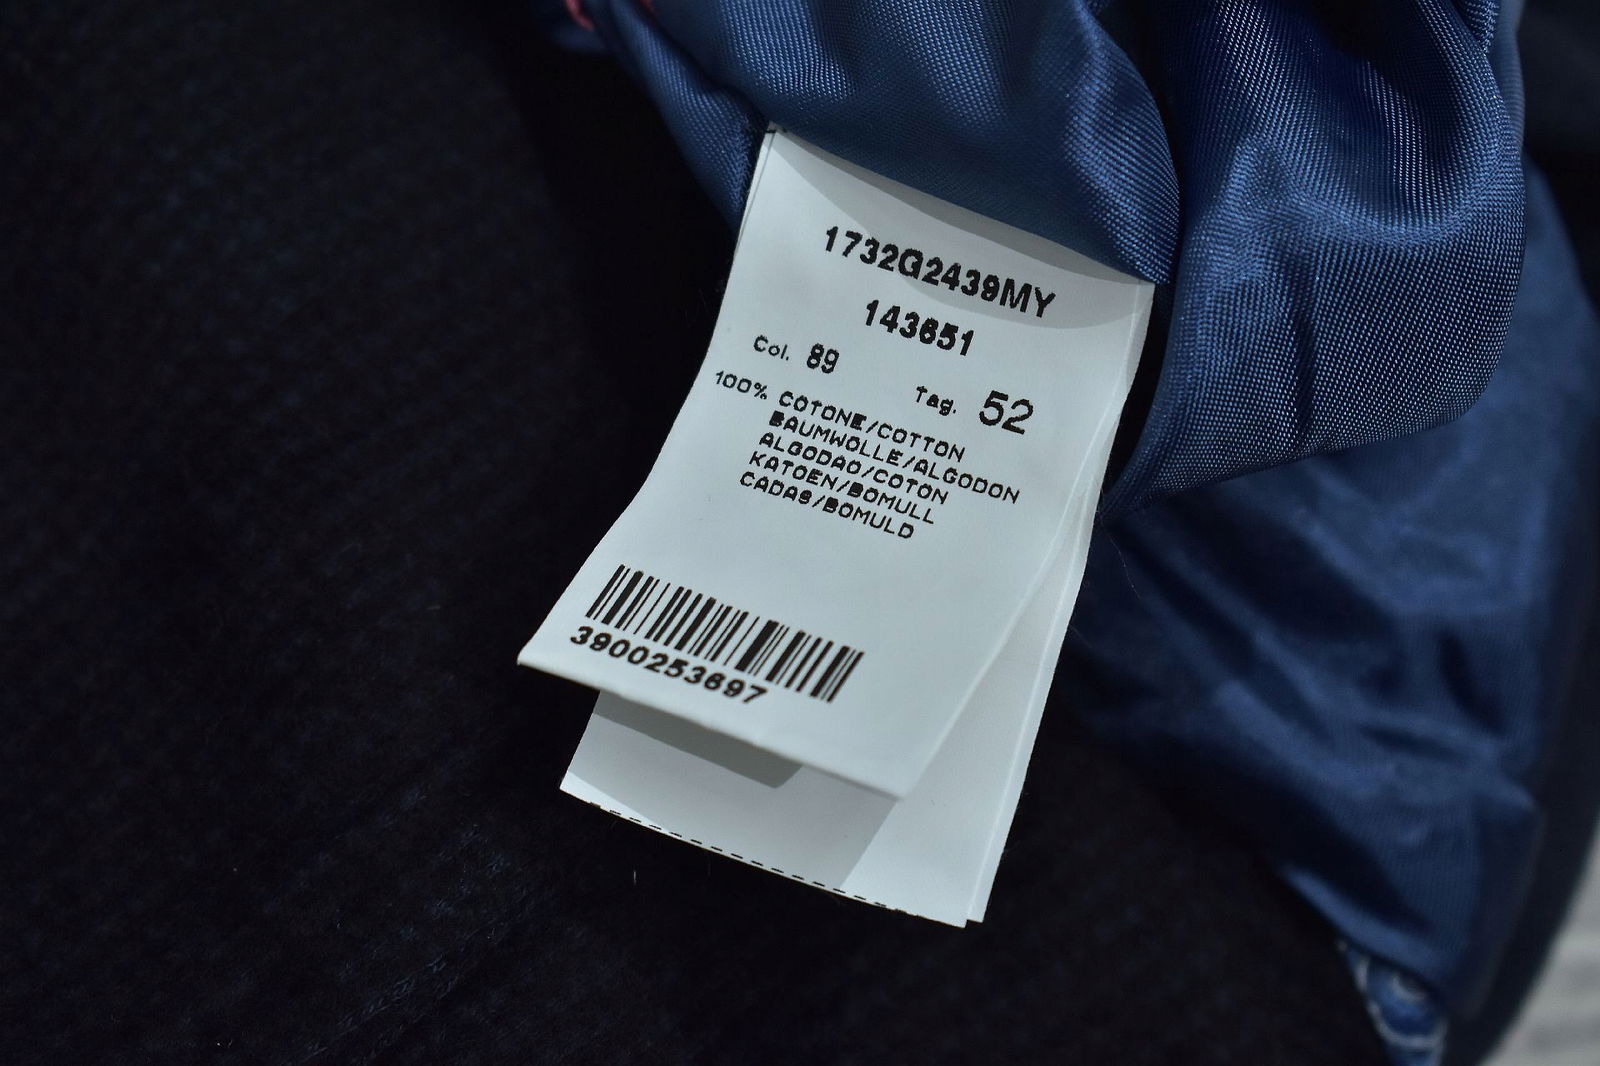 1732G2439MY
143651
Col. 89 Tag. 52
100% COTONE/COTTON
BAUMWOLLE/ALGODON
ALGODAO/COTON
KATOEN/BOMULL
CADAS/BOMULD
3900253697